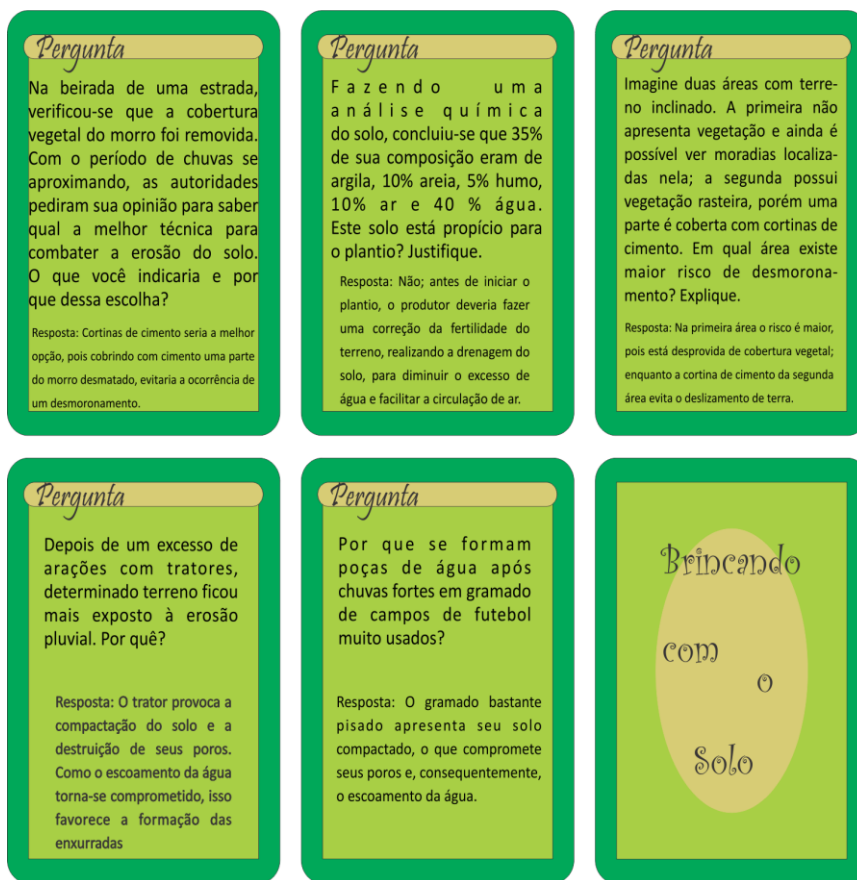 Pergunta
Na beirada de uma estrada,
verificou-se que a cobertura
vegetal do morro foi removida.
Com o período de chuvas se
aproximando, as autoridades
pediram sua opinião para saber
qual a melhor técnica para
combater a erosão do solo.
O que você indicaria e por
que dessa escolha?
Resposta: Cortinas de cimento seria a melhor
opção, pois cobrindo com cimento uma parte
do morro desmatado, evitaria a ocorrência de
um desmoronamento.
Pergunta
Fazendo uma
análise química
do solo, concluiu-se que 35%
de sua composição eram de
argila, 10% areia, 5% humo,
10% ar e 40 % água.
Este solo está propício para
o plantio? Justifique.
Resposta: Não; antes de iniciar o
plantio, o produtor deveria fazer
uma correção da fertilidade do
terreno, realizando a drenagem do
solo, para diminuir o excesso de
água e facilitar a circulação de ar.
Pergunta
Imagine duas áreas com terre-
no inclinado. A primeira não
apresenta vegetação e ainda é
possível ver moradias localiza-
das nela; a segunda possui
vegetação rasteira, porém uma
parte é coberta com cortinas de
cimento. Em qual área existe
maior risco de desmorona-
mento? Explique.
Resposta: Na primeira área o risco é maior,
pois está desprovida de cobertura vegetal;
enquanto a cortina de cimento da segunda
área evita o deslizamento de terra.
Pergunta
Depois de um excesso de
arações com tratores,
determinado terreno ficou
mais exposto à erosão
pluvial. Por quê?
Resposta: O trator provoca a
compactação do solo e a
destruição de seus poros.
Como o escoamento da água
torna-se comprometido, isso
favorece a formação das
enxurradas
Pergunta
Por que se formam
poças de água após
chuvas fortes em gramado
de campos de futebol
muito usados?
Resposta: O gramado bastante
pisado apresenta seu solo
compactado, o que compromete
seus poros e, consequentemente,
o escoamento da água.
Brincando
com
o
Solo